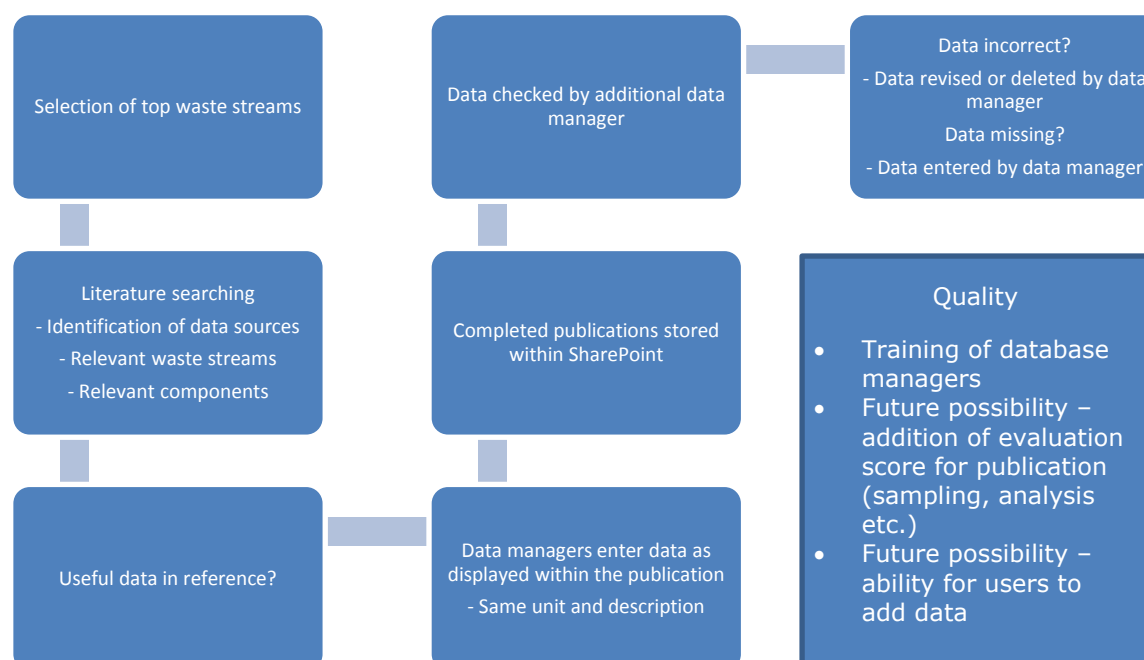 Selection of top waste streams
Literature searching
- Identification of data sources
- Relevant waste streams
- Relevant components
Useful data in reference?
Data managers enter data as
displayed within the publication
- Same unit and description
Completed publications stored
within SharePoint
Data checked by additional data
manager
Data incorrect?
- Data revised or deleted by data
manager
Data missing?
- Data entered by data manager
Quality
• Training of database
managers
• Future possibility –
addition of evaluation
score for publication
(sampling, analysis
etc.)
• Future possibility –
ability for users to
add data